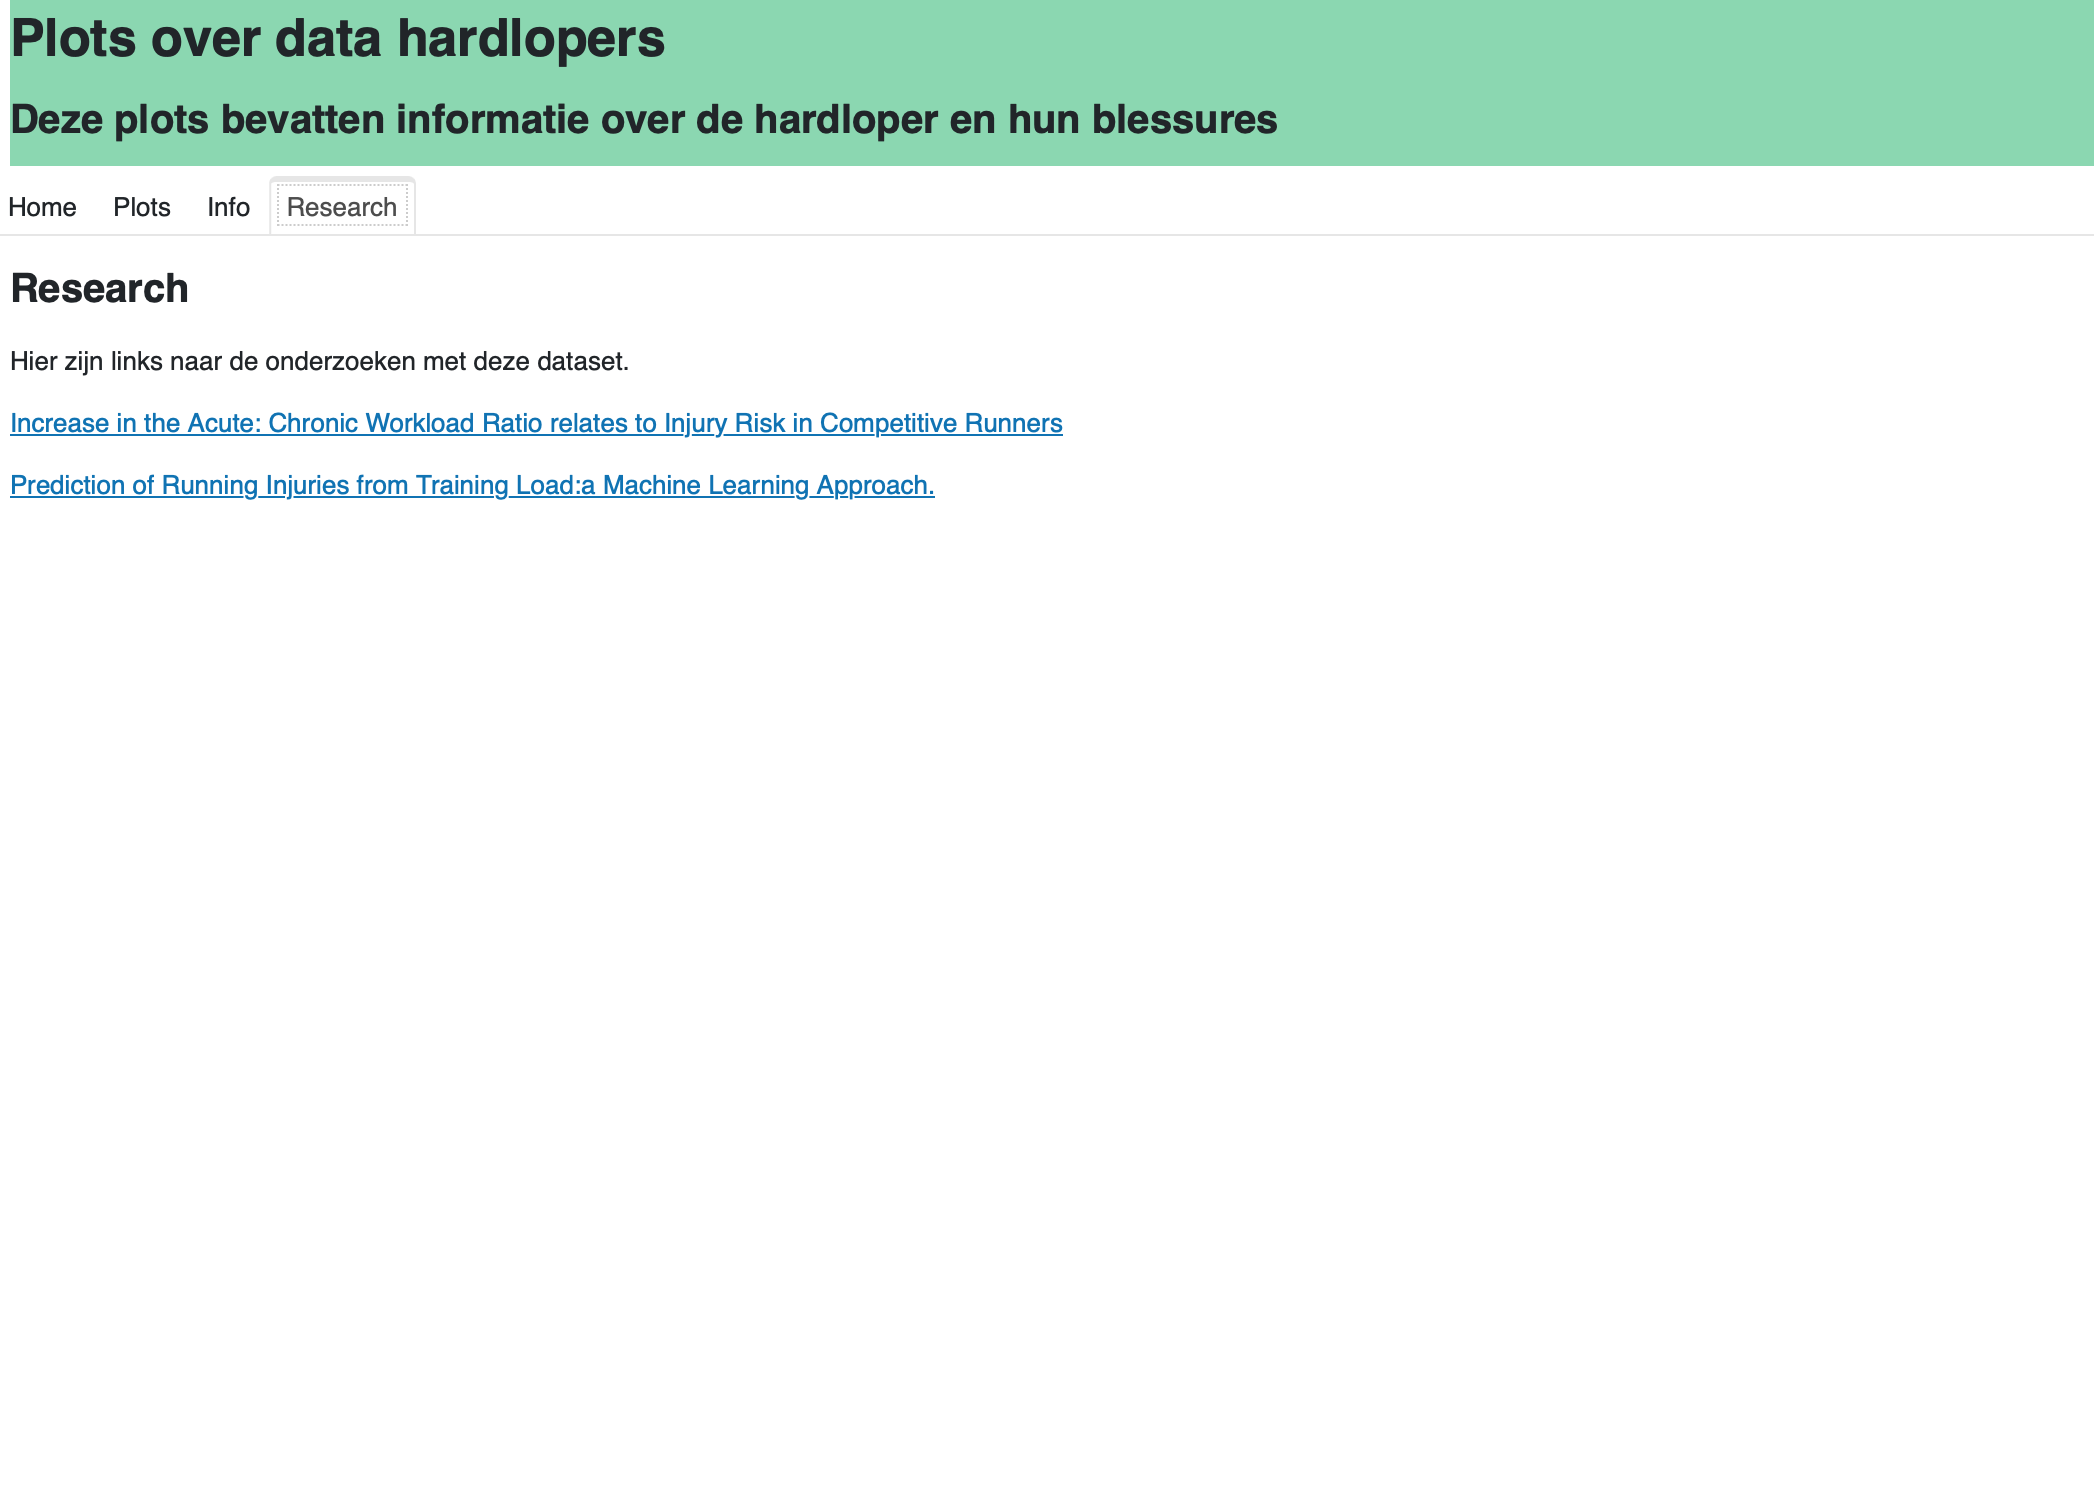 Plots over data hardlopers
Deze plots bevatten informatie over de hardloper en hun blessures
Home Plots Info Research
Research
Hier zijn links naar de onderzoeken met deze dataset.
Increase in the Acute: Chronic Workload Ratio relates to Injury Risk in Competitive Runners
Prediction of Running Injuries from Training Load:a Machine Learning Approach.